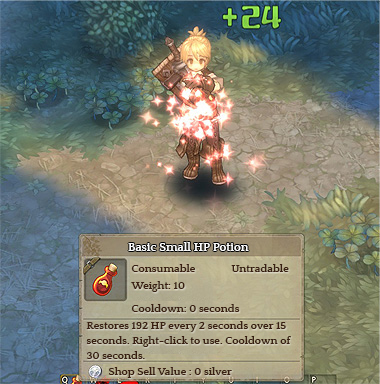 +24
Basic Small HP Potion
Consumable Untradable
Weight: 10
Cooldown: 0 seconds
Restores 192 HP every 2 seconds over 15
seconds. Right-click to use. Cooldown of
30 seconds.
Shop Sell Value : 0 silver
Q W E O P